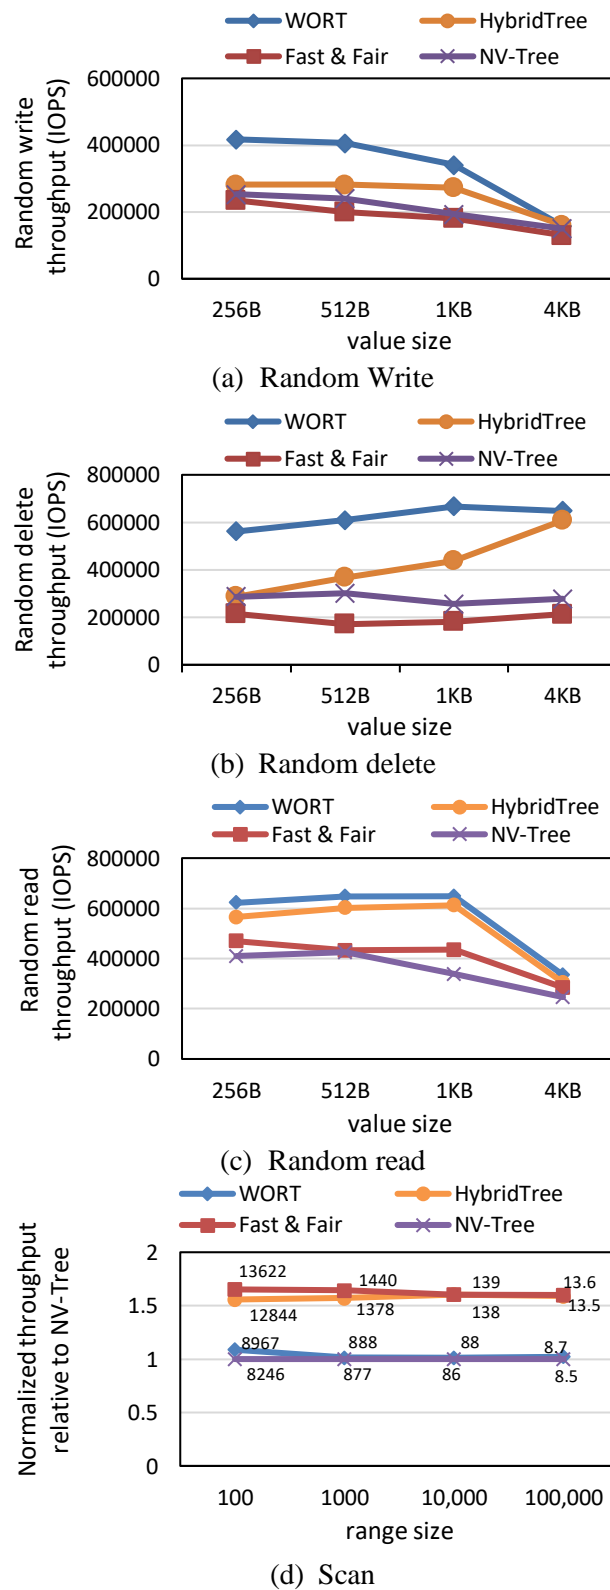 WORT HybridTree
Fast & Fair NV-Tree
Random write
throughput (IOPS)
600000
400000
200000
0
256B 512B 1KB 4KB
value size
(a) Random Write
WORT HybridTree
Fast & Fair NV-Tree
Random delete
throughput (IOPS)
800000
600000
400000
200000
0
256B 512B 1KB 4KB
value size
(b) Random delete
WORT HybridTree
Fast & Fair NV-Tree
Random read
throughput (IOPS)
800000
600000
400000
200000
0
256B 512B 1KB 4KB
value size
(c) Random read
WORT HybridTree
Fast & Fair NV-Tree
Normalized throughput
relative to NV-Tree
2
1.5
1
0.5
0
13622 1440 139 13.6
12844 1378 138 13.5
8967 888 88 8.7
8246 877 86 8.5
100 1000 10,000 100,000
range size
(d) Scan